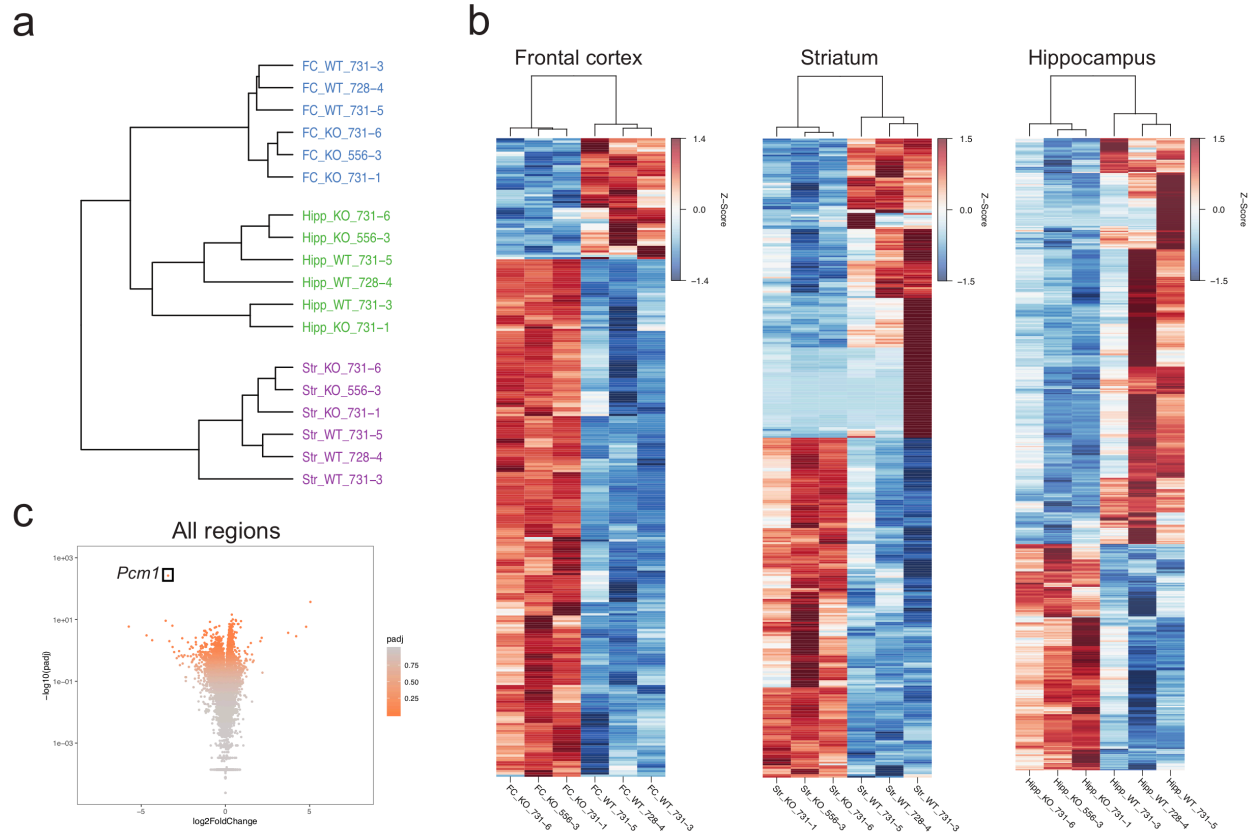 a
FC_WT_731-3
FC_WT_728-4
FC_WT_731-5
FC_KO_731-6
FC_KO_556-3
FC_KO_731-1
Hipp_KO_731-6
Hipp_KO_556-3
Hipp_WT_731-5
Hipp_WT_728-4
Hipp_WT_731-3
Hipp_KO_731-1
Str_KO_731-6
Str_KO_556-3
Str_KO_731-1
Str_WT_731-5
Str_WT_728-4
Str_WT_731-3
b
Frontal cortex
1.4
0.0
-1.4
Z-Score
FC_KO_731-6
FC_KO_556-3
FC_KO_731-1
FC_WT_731-5
FC_WT_728-4
FC_WT_731-3
Striatum
1.5
0.0
-1.5
Z-Score
Str_KO_731-1
Str_KO_556-3
Str_KO_731-6
Str_WT_731-5
Str_WT_728-4
Str_WT_731-3
Hippocampus
1.5
0.0
-1.5
Z-Score
Hipp_KO_731-6
Hipp_KO_556-3
Hipp_KO_731-1
Hipp_WT_731-3
Hipp_WT_728-4
Hipp_WT_731-5
c
All regions
1e+03
1e+01
1e-01
1e-03
-log10(padj)
Pcm1
-5
0
5
log2FoldChange
padj
0.75
0.50
0.25